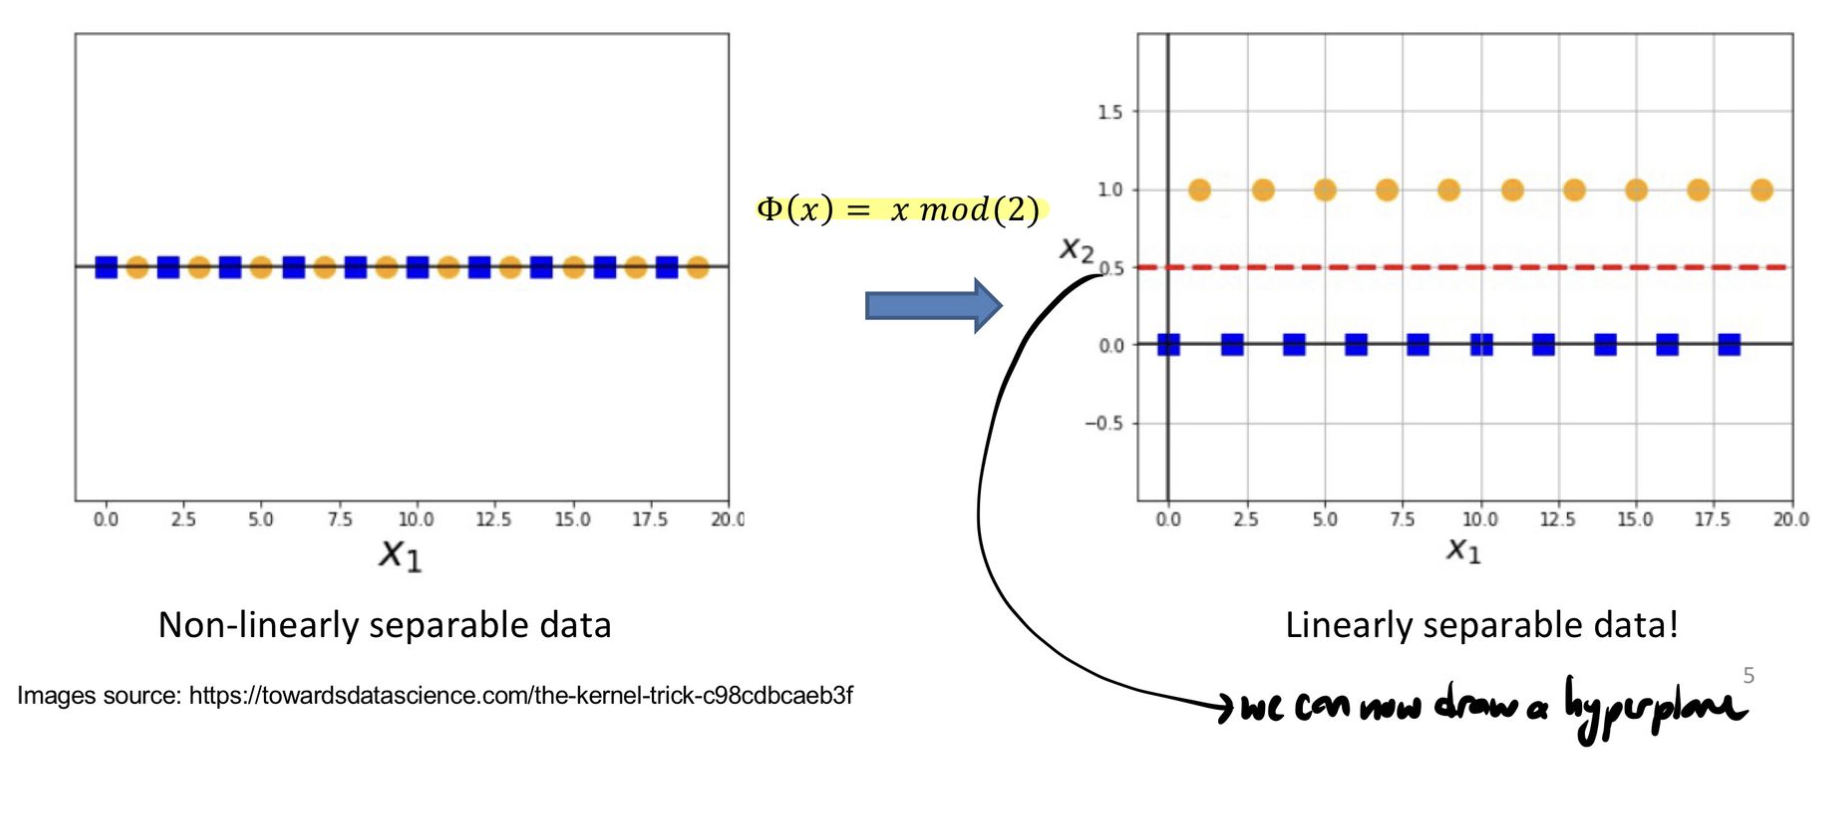 0.0 2.5 5.0 7.5 10.0 12.5 15.0 17.5 20.0
x₁
Non-linearly separable data
Φ(x) = x mod(2)
x₂
1.5
1.0
0.5
0.0
−0.5
0.0 2.5 5.0 7.5 10.0 12.5 15.0 17.5 20.0
x₁
Linearly separable data!
5
Images source: https://towardsdatascience.com/the-kernel-trick-c98cdbcaeb3f
we can now draw a hyperplane